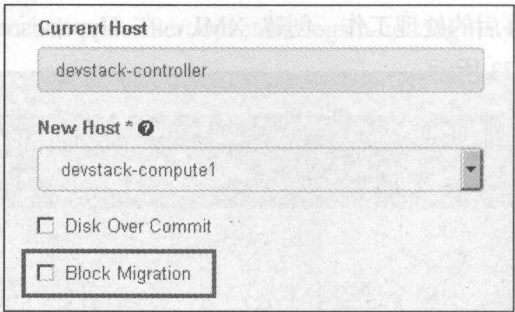 Current Host
devstack-controller
New Host *
devstack-compute1
Disk Over Commit
Block Migration